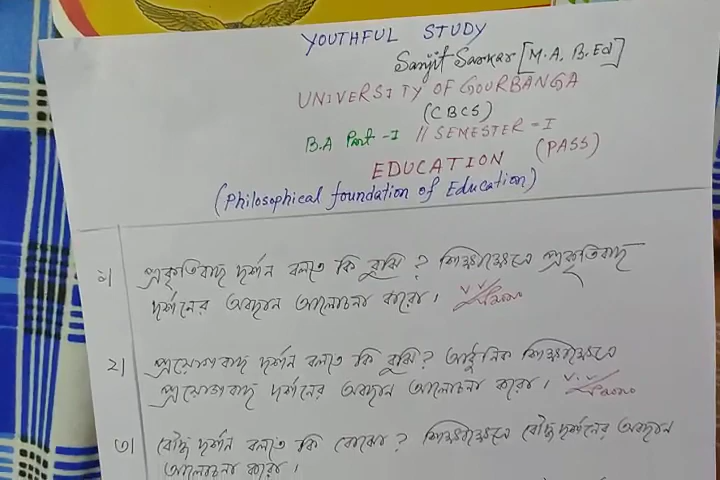 YOUTHFUL STUDY
Sanjit Sarkar [M.A, B.Ed]
UNIVERSITY OF GOURBANGA
(CBCS)
B.A Part-I // SEMESTER-I
EDUCATION (PASS)
(Philosophical foundation of Education)
১। প্রকৃতিবাদ দর্শন বলতে কি বুঝি? শিক্ষাক্ষেত্রে প্রকৃতিবাদ
দর্শনের অবদান আলোচনা করো।
২। প্রয়োগবাদ দর্শন বলতে কি বুঝি? আধুনিক শিক্ষাক্ষেত্রে
প্রয়োগবাদ দর্শনের অবদান আলোচনা করো।
৩। বৌদ্ধ দর্শন বলতে কি বোঝো? শিক্ষাক্ষেত্রে বৌদ্ধ দর্শনের অবদান
আলোচনা করো।